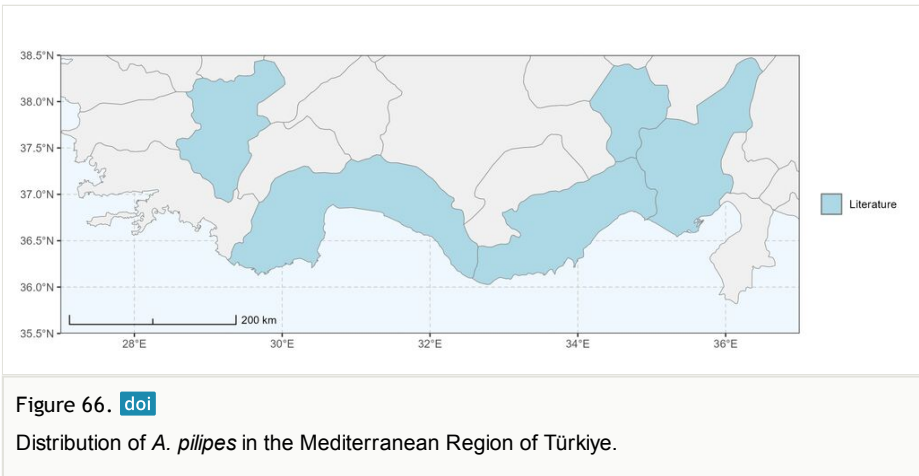 38.5°N
38.0°N
37.5°N
37.0°N
36.5°N
36.0°N
35.5°N
200 km
28°E 30°E 32°E 34°E 36°E
Literature
Figure 66. doi
Distribution of A. pilipes in the Mediterranean Region of Türkiye.